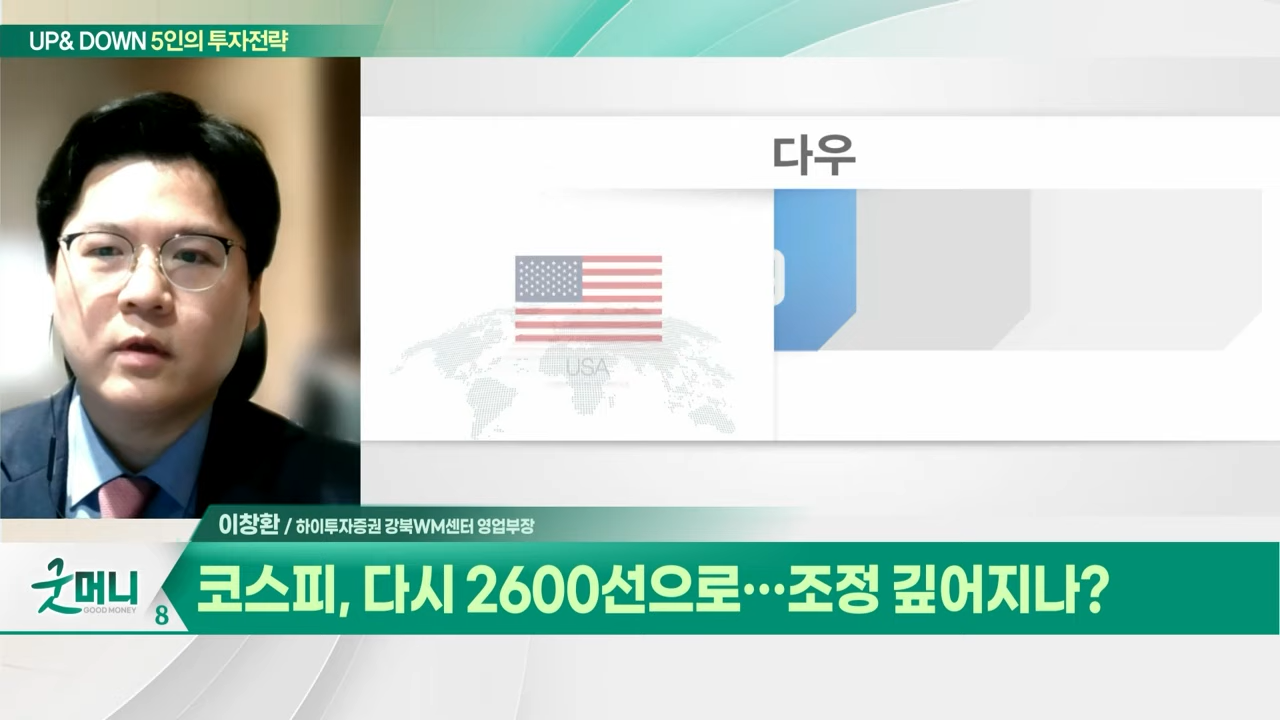 UP& DOWN 5인의 투자전략
다우
USA
이창환 / 하이투자증권 강북WM센터 영업부장
굿머니
GOOD MONEY
8
코스피, 다시 2600선으로…조정 깊어지나?